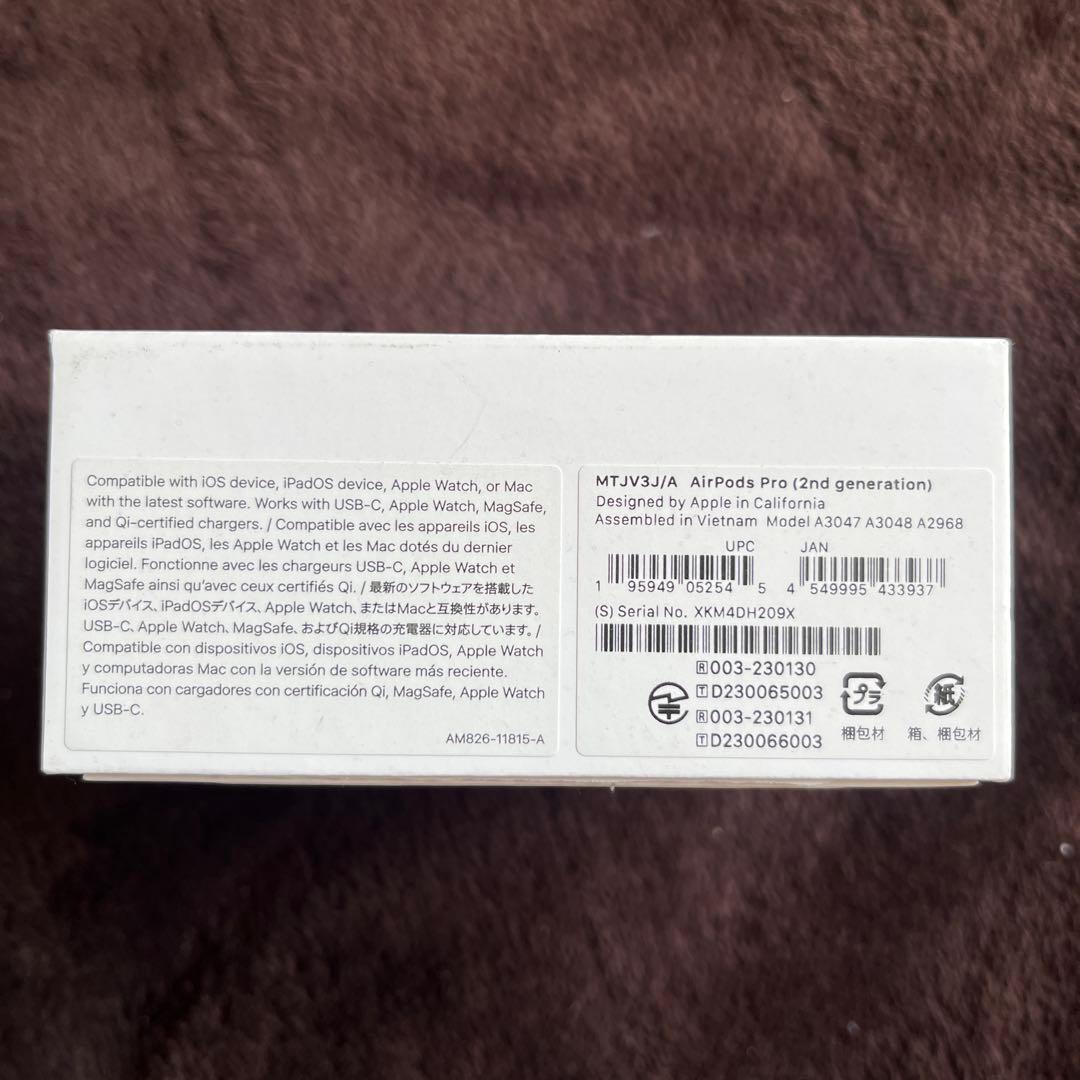 Compatible with iOS device, iPadOS device, Apple Watch, or Mac
with the latest software. Works with USB-C, Apple Watch, MagSafe,
and Qi-certified chargers. / Compatible avec les appareils iOS, les
appareils iPadOS, les Apple Watch et les Mac dotés du dernier
logiciel. Fonctionne avec les chargeurs USB-C, Apple Watch et
MagSafe ainsi qu'avec ceux certifiés Qi. / 最新のソフトウェアを搭載した
iOSデバイス、iPadOSデバイス、Apple Watch、またはMacと互換性があります。
USB-C、Apple Watch、MagSafe、およびQi規格の充電器に対応しています。/
Compatible con dispositivos iOS, dispositivos iPadOS, Apple Watch
y computadoras Mac con la versión de software más reciente.
Funciona con cargadores con certificación Qi, MagSafe, Apple Watch
y USB-C.
AM826-11815-A
MTJV3J/A AirPods Pro (2nd generation)
Designed by Apple in California
Assembled in Vietnam Model A3047 A3048 A2968
UPC JAN
1 95949 05254 5 4 549995 433937
(S) Serial No. XKM4DH209X
R 003-230130
T D230065003
R 003-230131
T D230066003
プラ
梱包材
紙
箱、梱包材